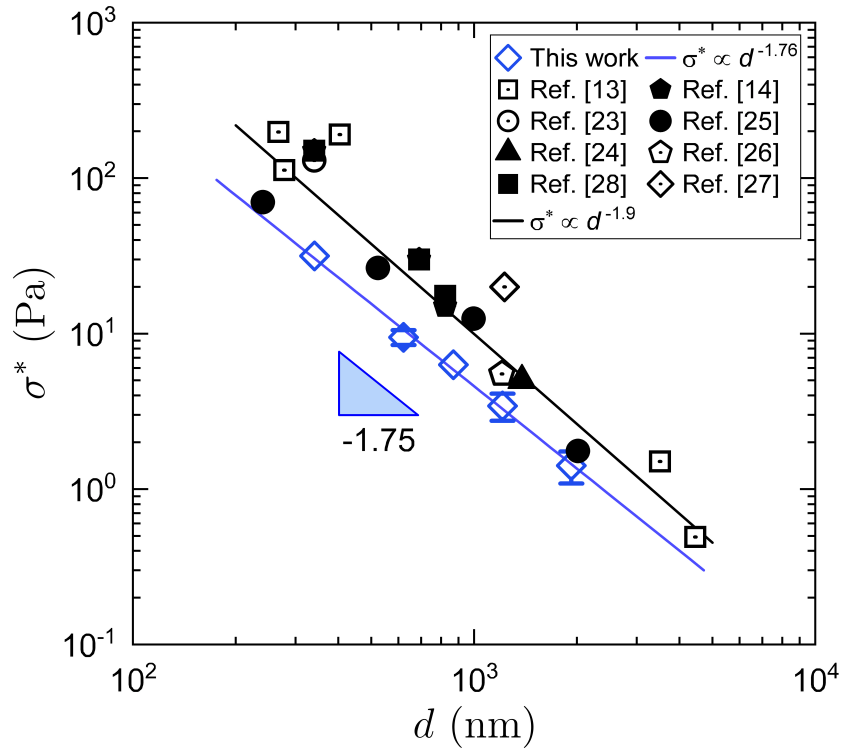 10³
10²
10¹
10⁰
10⁻¹
σ* (Pa)
This work σ* ∝ d^-1.76
Ref. [13] Ref. [14]
Ref. [23] Ref. [25]
Ref. [24] Ref. [26]
Ref. [28] Ref. [27]
σ* ∝ d^-1.9
-1.75
10² 10³ 10⁴
d (nm)